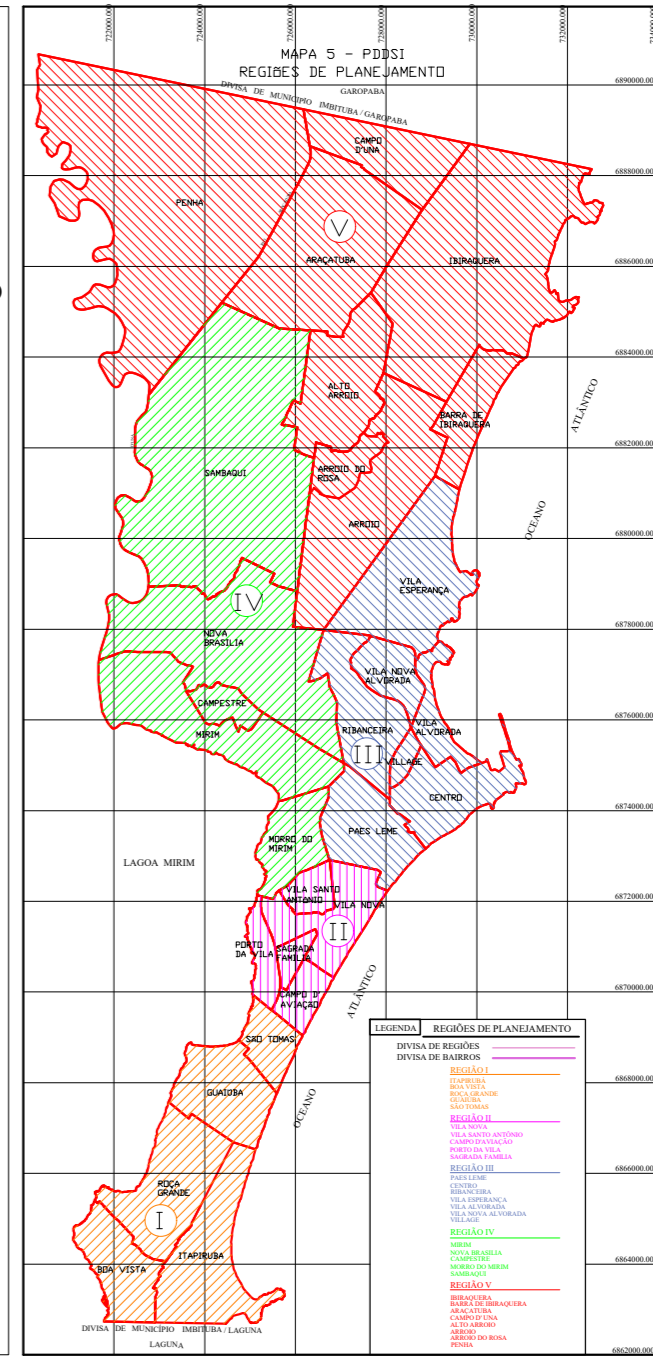 722000.000
724000.000
726000.000
728000.000
730000.000
732000.000
MAPA 5 - PDDSI
REGIÕES DE PLANEJAMENTO
GAROPABA
DIVISA DE MUNICIPIO IMBITUBA / GAROPABA
6890000.00
CAMPO
D'UNA
6888000.00
PENHA
V
ARAÇATUBA
IBIRAQUERA
6886000.00
6884000.00
ALTO
ARROIO
BARRA DE
IBIRAQUERA
ATLÂNTICO
6882000.00
SAMBAQUI
ARROIO DO
ROSA
ARROIO
OCEANO
6880000.00
VILA
ESPERANÇA
IV
NOVA
BRASILIA
6878000.00
VILA NOVA
ALVORADA
CAMPESTRE
6876000.00
MIRIM
RIBANCEIRA
VILA
ALVORADA
III
VILLAGE
CENTRO
6874000.00
PAES LEME
MORRO DO
MIRIM
LAGOA MIRIM
6872000.00
VILA SANTO
ANTONIO
VILA NOVA
II
PORTO
DA VILA
SAGRADA
FAMILIA
6870000.00
CAMPO D'
AVIAÇÃO
ATLÂNTICO
SÃO TOMAS
OCEANO
6868000.00
GUAIUBA
6866000.00
ROÇA
GRANDE
I
ITAPIRUBA
BOA VISTA
6864000.00
DIVISA DE MUNICÍPIO IMBITUBA / LAGUNA
LAGUNA
6862000.00
LEGENDA
REGIÕES DE PLANEJAMENTO
DIVISA DE REGIÕES
DIVISA DE BAIRROS
REGIÃO I
ITAPIRUBA
BOA VISTA
ROÇA GRANDE
GUAIÚBA
SÃO TOMAS
REGIÃO II
VILA NOVA
VILA SANTO ANTÔNIO
CAMPO D'AVIAÇÃO
PORTO DA VILA
SAGRADA FAMILIA
REGIÃO III
PAES LEME
CENTRO
RIBANCEIRA
VILA ESPERANÇA
VILA ALVORADA
VILA NOVA ALVORADA
VILLAGE
REGIÃO IV
MIRIM
NOVA BRASILIA
CAMPESTRE
MORRO DO MIRIM
SAMBAQUI
REGIÃO V
IBIRAQUERA
BARRA DE IBIRAQUERA
ARAÇATUBA
CAMPO D' UNA
ALTO ARROIO
ARROIO
ARROIO DO ROSA
PENHA